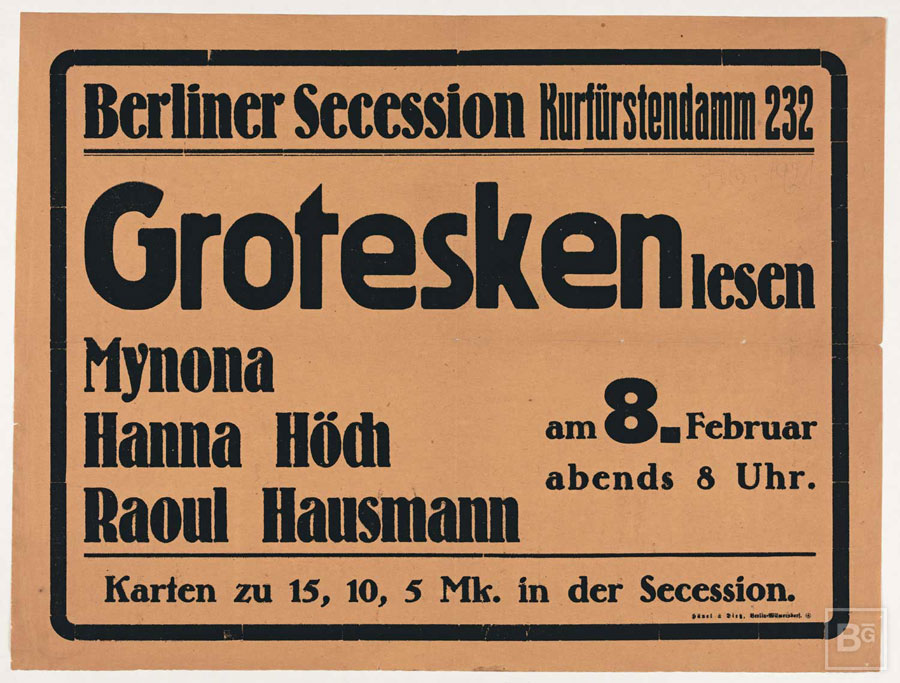 Berliner Secession Kurfürstendamm 232
Grotesken lesen
Mynona
Hanna Höch
Raoul Hausmann
am 8. Februar
abends 8 Uhr.
Karten zu 15, 10, 5 Mk. in der Secession.
BG